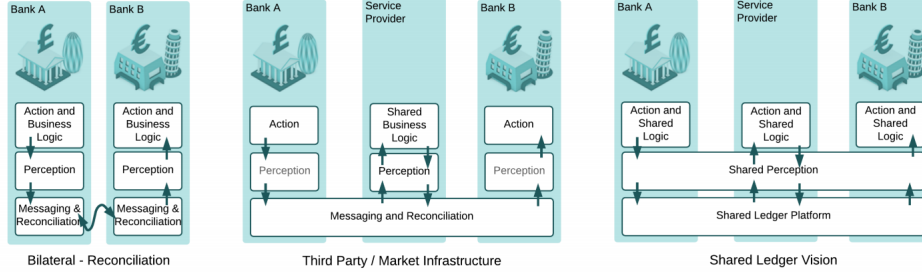 Bank A
Bank B
Action and
Business
Logic
Action and
Business
Logic
Perception
Perception
Messaging &
Reconciliation
Messaging &
Reconciliation
Bilateral - Reconciliation
Bank A
Service
Provider
Bank B
Action
Shared
Business
Logic
Action
Perception
Perception
Perception
Messaging and Reconciliation
Third Party / Market Infrastructure
Bank A
Service
Provider
Bank B
Action and
Shared
Logic
Action and
Shared
Logic
Action and
Shared
Logic
Shared Perception
Shared Ledger Platform
Shared Ledger Vision